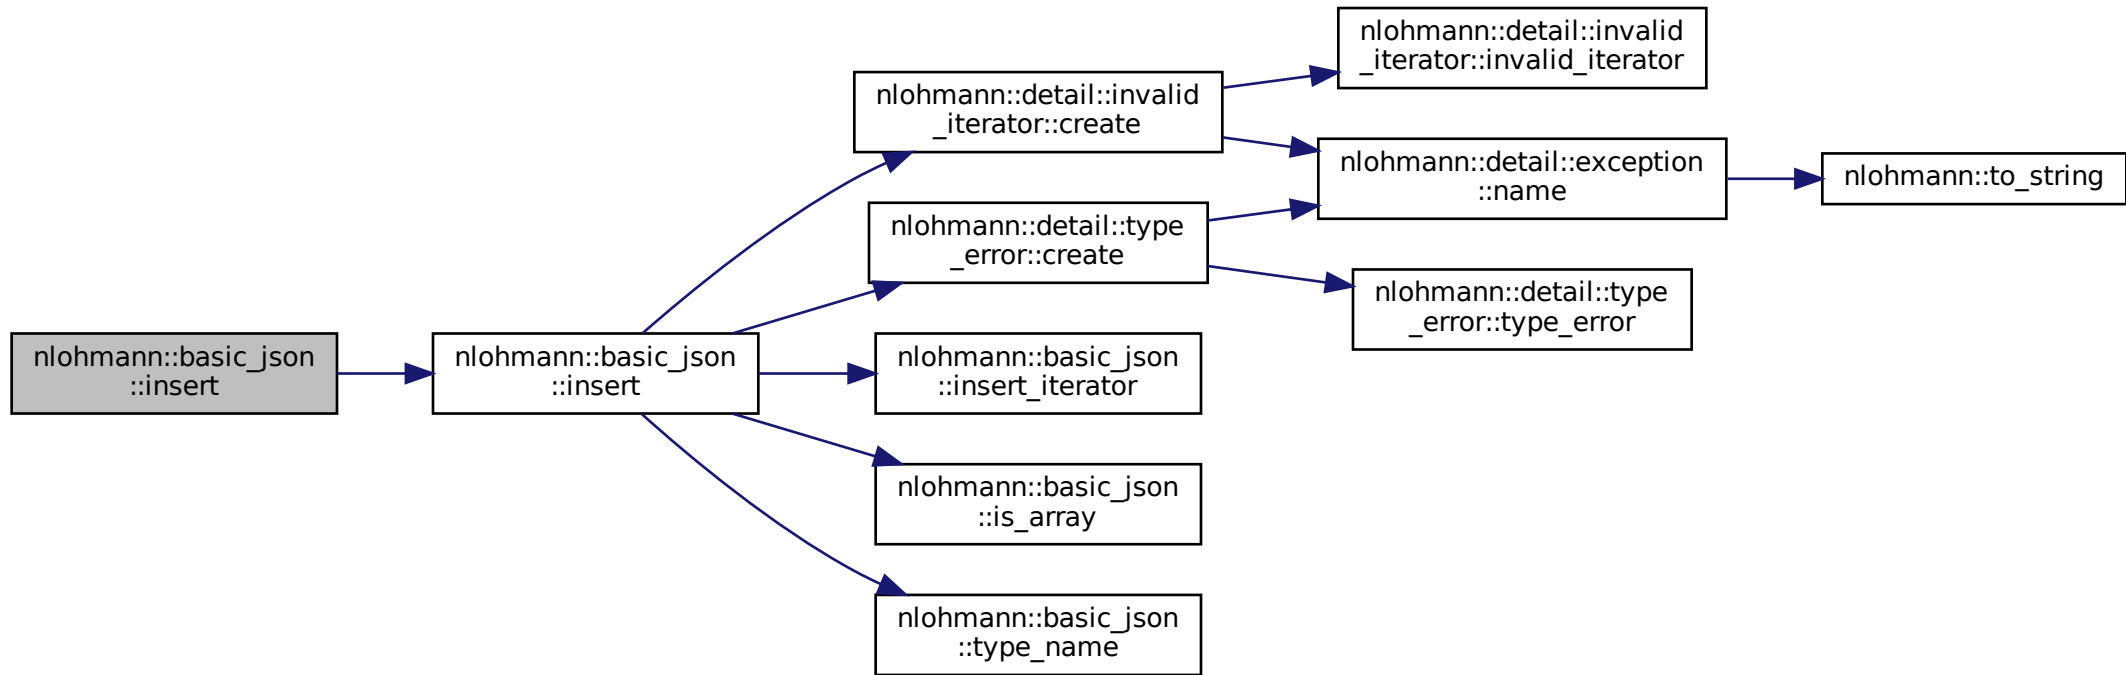 nlohmann::basic_json
::insert
nlohmann::basic_json
::insert
nlohmann::detail::invalid
_iterator::create
nlohmann::detail::type
_error::create
nlohmann::basic_json
::insert_iterator
nlohmann::basic_json
::is_array
nlohmann::basic_json
::type_name
nlohmann::detail::invalid
_iterator::invalid_iterator
nlohmann::detail::exception
::name
nlohmann::detail::type
_error::type_error
nlohmann::to_string